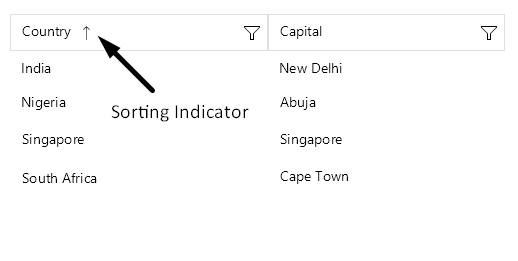 Country ↑ Capital
India New Delhi
Nigeria Abuja
Sorting Indicator
Singapore Singapore
South Africa Cape Town